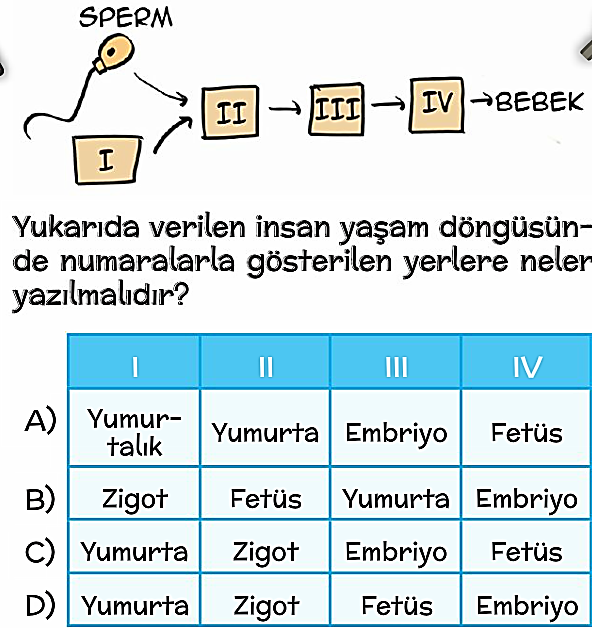 SPERM
I
II
III
IV
BEBEK
Yukarıda verilen insan yaşam döngüsün-
de numaralarla gösterilen yerlere neler
yazılmalıdır?
I II III IV
A) Yumur-
talık Yumurta Embriyo Fetüs
B) Zigot Fetüs Yumurta Embriyo
C) Yumurta Zigot Embriyo Fetüs
D) Yumurta Zigot Fetüs Embriyo